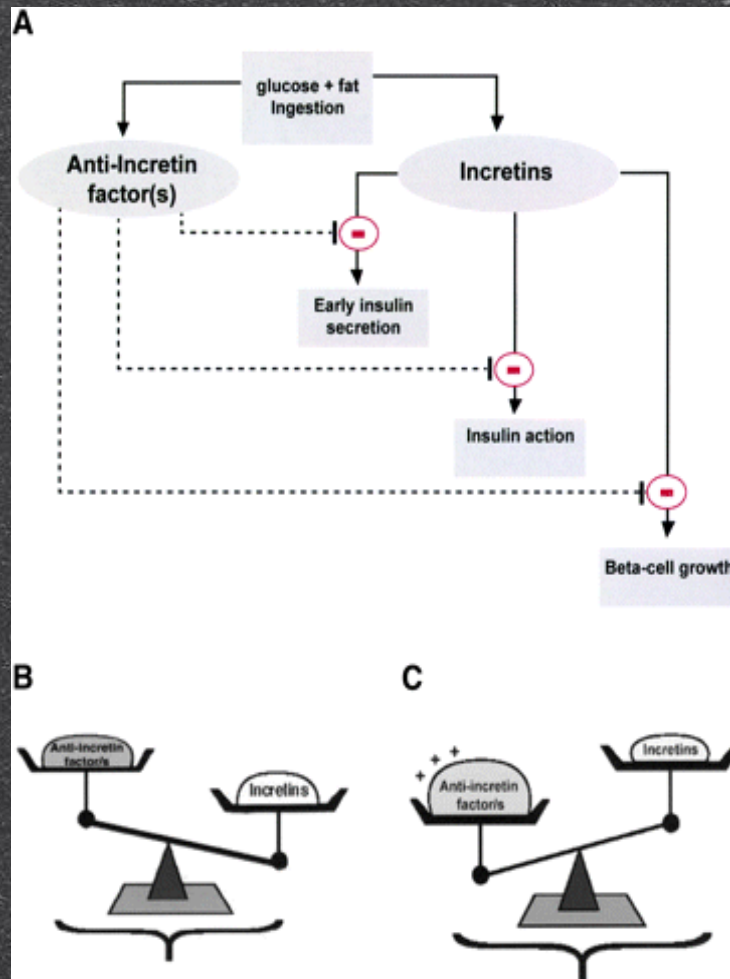 A
glucose + fat
Ingestion
Anti-Incretin
factor(s)
Incretins
Early insulin
secretion
Insulin action
Beta-cell growth
B
C
Anti-incretin
factor/s
Incretins
Anti-incretin
factor/s
Incretins